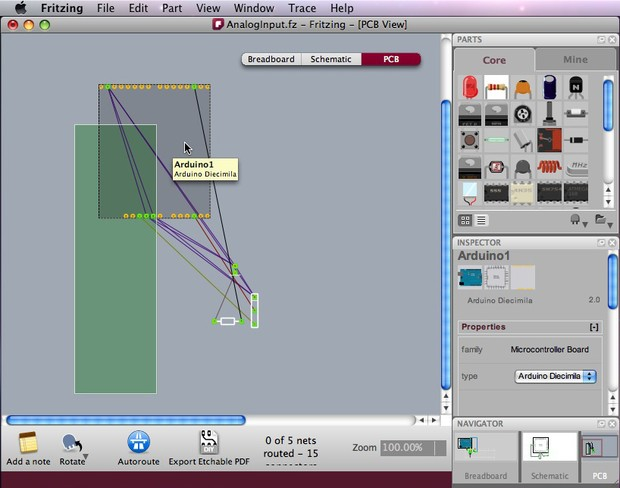 Fritzing File Edit Part View Window Trace Help
AnalogInput.fz - Fritzing - [PCB View]
Breadboard Schematic PCB
Arduino1
Arduino Diecimila
PARTS
Core Mine
MHz
INSPECTOR
Arduino1
Arduino Diecimila 2.0
Properties [-]
family Microcontroller Board
type Arduino Diecimila
NAVIGATOR
Breadboard Schematic PCB
Add a note
Rotate
Autoroute
DIY
Export Etchable PDF
0 of 5 nets
routed - 15
Zoom 100.00%